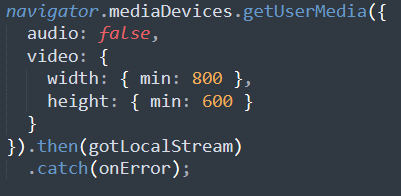 navigator.mediaDevices.getUserMedia({
  audio: false,
  video: {
    width: { min: 800 },
    height: { min: 600 }
  }
}).then(gotLocalStream)
  .catch(onError);